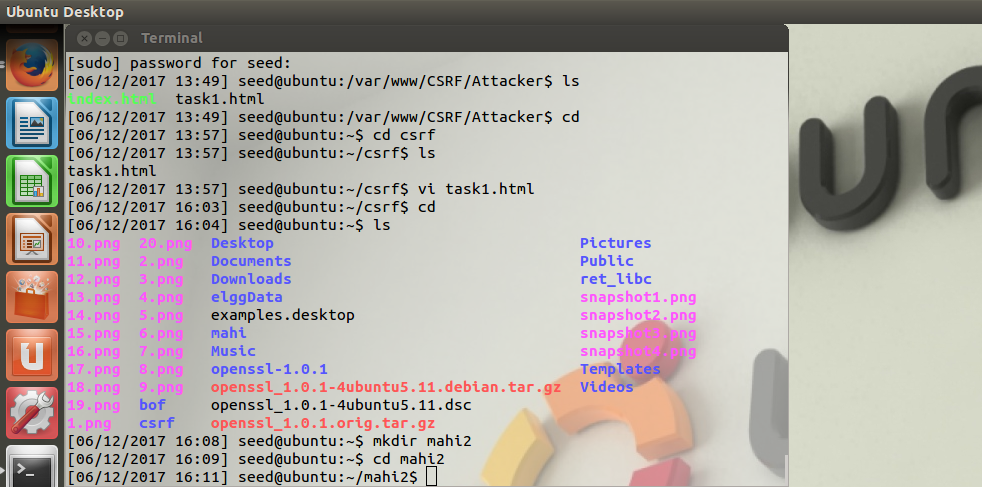 Ubuntu Desktop
Terminal
[sudo] password for seed:
[06/12/2017 13:49] seed@ubuntu:/var/www/CSRF/Attacker$ ls
index.html  task1.html
[06/12/2017 13:49] seed@ubuntu:/var/www/CSRF/Attacker$ cd
[06/12/2017 13:57] seed@ubuntu:~$ cd csrf
[06/12/2017 13:57] seed@ubuntu:~/csrf$ ls
task1.html
[06/12/2017 13:57] seed@ubuntu:~/csrf$ vi task1.html
[06/12/2017 16:03] seed@ubuntu:~/csrf$ cd
[06/12/2017 16:04] seed@ubuntu:~$ ls
10.png  20.png  Desktop                                  Pictures
11.png  2.png   Documents                                Public
12.png  3.png   Downloads                                ret_libc
13.png  4.png   elggData                                 snapshot1.png
14.png  5.png   examples.desktop                         snapshot2.png
15.png  6.png   mahi                                     snapshot3.png
16.png  7.png   Music                                    snapshot4.png
17.png  8.png   openssl-1.0.1                            Templates
18.png  9.png   openssl_1.0.1-4ubuntu5.11.debian.tar.gz  Videos
19.png  bof     openssl_1.0.1-4ubuntu5.11.dsc
1.png   csrf    openssl_1.0.1.orig.tar.gz
[06/12/2017 16:08] seed@ubuntu:~$ mkdir mahi2
[06/12/2017 16:09] seed@ubuntu:~$ cd mahi2
[06/12/2017 16:11] seed@ubuntu:~/mahi2$